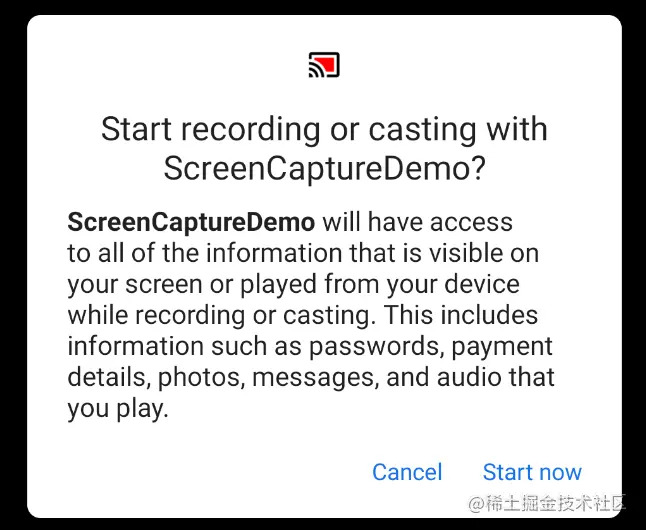 Start recording or casting with
ScreenCaptureDemo?
ScreenCaptureDemo will have access
to all of the information that is visible on
your screen or played from your device
while recording or casting. This includes
information such as passwords, payment
details, photos, messages, and audio that
you play.
Cancel Start now
@稀土掘金技术社区